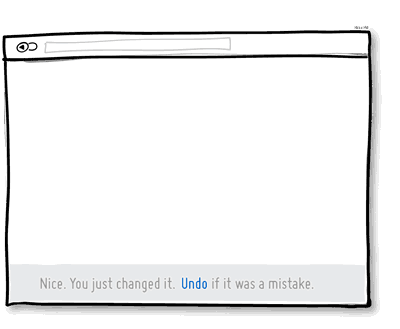 Nice. You just changed it. Undo if it was a mistake.